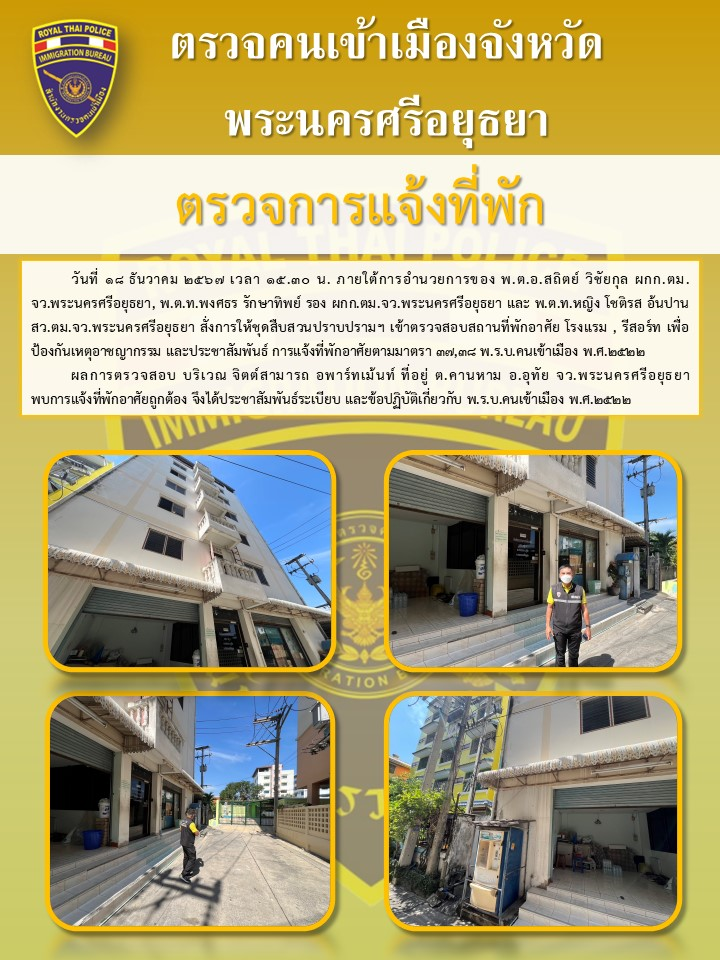 ROYAL THAI POLICE
IMMIGRATION BUREAU
สำนักงานตรวจคนเข้าเมือง
ตรวจคนเข้าเมืองจังหวัด
พระนครศรีอยุธยา
ตรวจการแจ้งที่พัก
วันที่ ๑๘ ธันวาคม ๒๕๖๗ เวลา ๑๕.๓๐ น. ภายใต้การอำนวยการของ พ.ต.อ.สถิตย์ วิชัยกุล ผกก.ตม.
จว.พระนครศรีอยุธยา, พ.ต.ท.พงศธร รักษาทิพย์ รอง ผกก.ตม.จว.พระนครศรีอยุธยา และ พ.ต.ท.หญิง โชติรส อ้นปาน
สว.ตม.จว.พระนครศรีอยุธยา สั่งการให้ชุดสืบสวนปราบปรามฯ เข้าตรวจสอบสถานที่พักอาศัย โรงแรม , รีสอร์ท เพื่อ
ป้องกันเหตุอาชญากรรม และประชาสัมพันธ์ การแจ้งที่พักอาศัยตามมาตรา ๓๗,๓๘ พ.ร.บ.คนเข้าเมือง พ.ศ.๒๕๒๒
ผลการตรวจสอบ บริเวณ จิตต์สามารถ อพาร์ทเม้นท์ ที่อยู่ ต.คานหาม อ.อุทัย จว.พระนครศรีอยุธยา
พบการแจ้งที่พักอาศัยถูกต้อง จึงได้ประชาสัมพันธ์ระเบียบ และข้อปฏิบัติเกี่ยวกับ พ.ร.บ.คนเข้าเมือง พ.ศ.๒๕๒๒